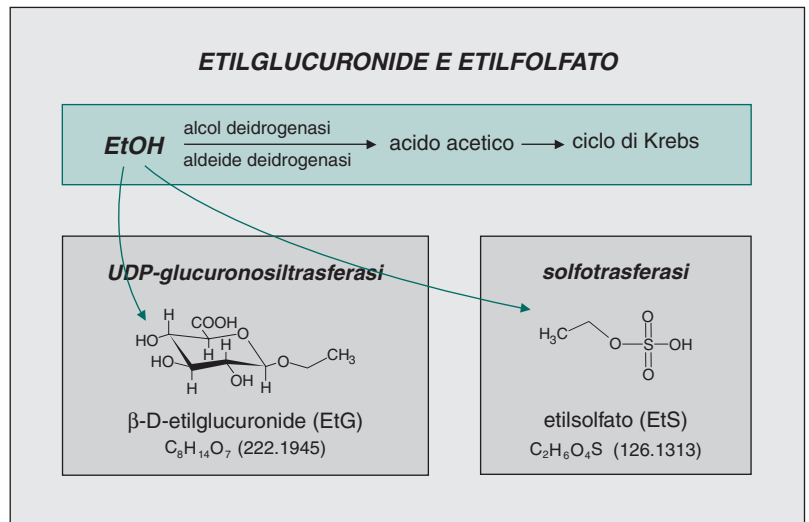 ETILGLUCURONIDE E ETILFOLFATO
EtOH
alcol deidrogenasi
aldeide deidrogenasi
acido acetico
ciclo di Krebs
UDP-glucuronosiltrasferasi
H
COOH
O
HO
H
H
HO
O
CH₃
OH
H
H
β-D-etilglucuronide (EtG)
C₈H₁₄O₇ (222.1945)
solfotrasferasi
O
H₃C
O
S
OH
O
etilsolfato (EtS)
C₂H₆O₄S (126.1313)